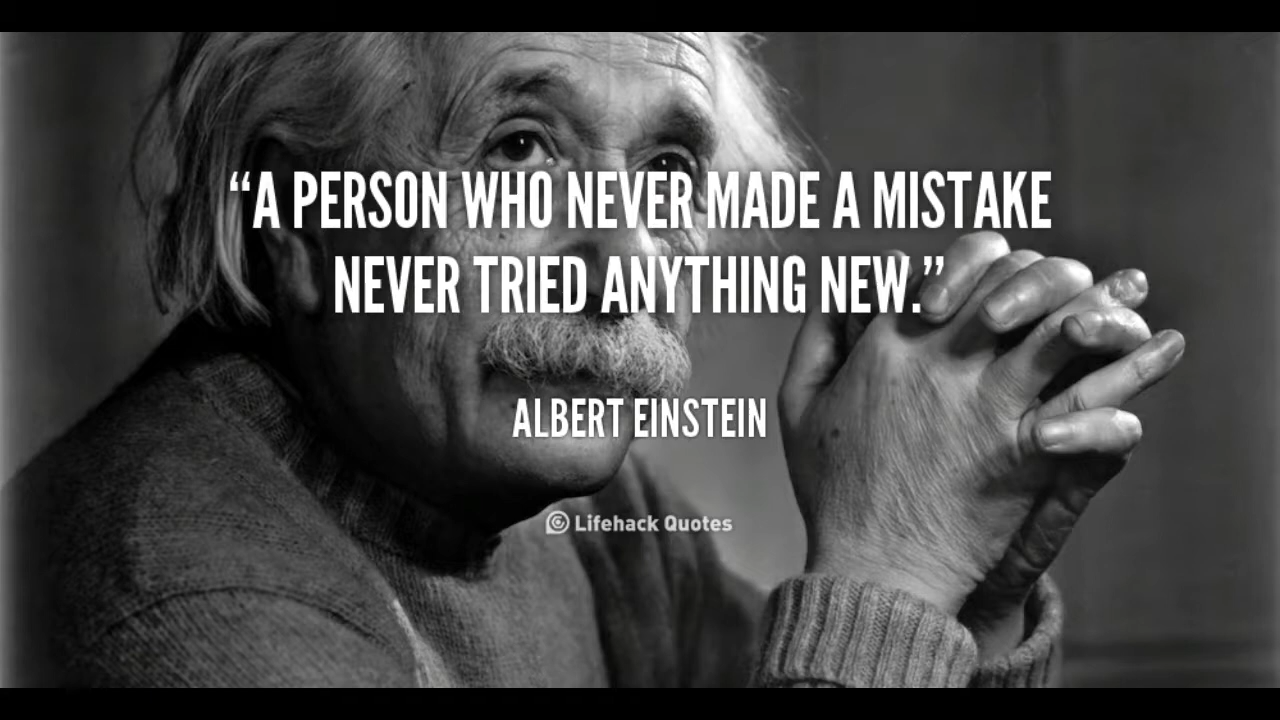 “A PERSON WHO NEVER MADE A MISTAKE
NEVER TRIED ANYTHING NEW.”
ALBERT EINSTEIN
Lifehack Quotes